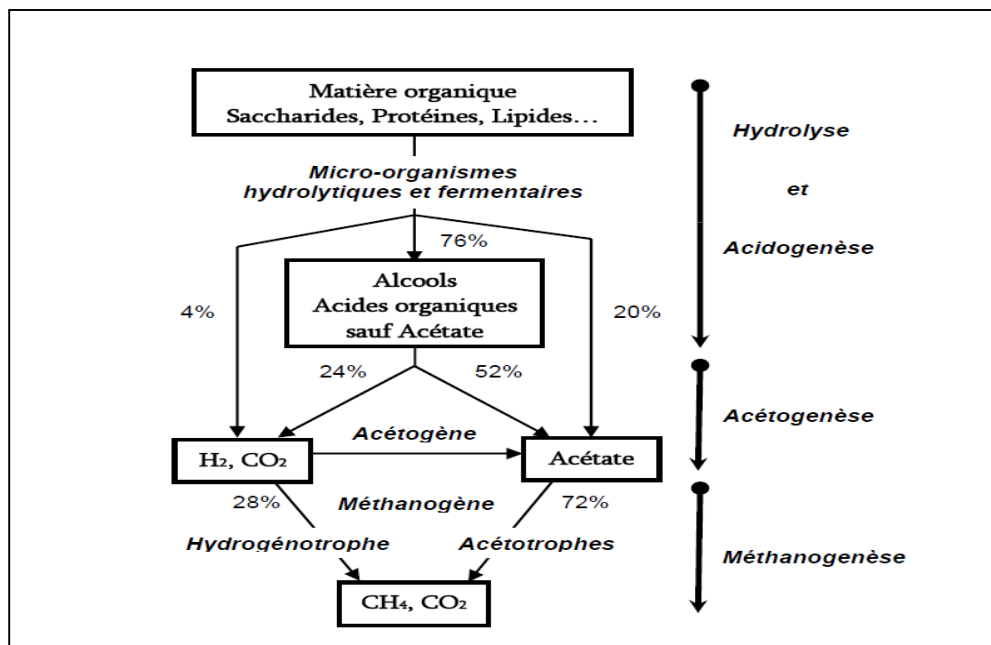 Matière organique
Saccharides, Protéines, Lipides...
Hydrolyse
et
Acidogenèse
Micro-organismes
hydrolytiques et fermentaires
76%
Alcools
Acides organiques
sauf Acétate
4%
20%
24%
52%
Acétogenèse
Acétogène
H₂, CO₂
Acétate
28%
Méthanogène
72%
Hydrogénotrophe
Acétotrophes
Méthanogenèse
CH₄, CO₂